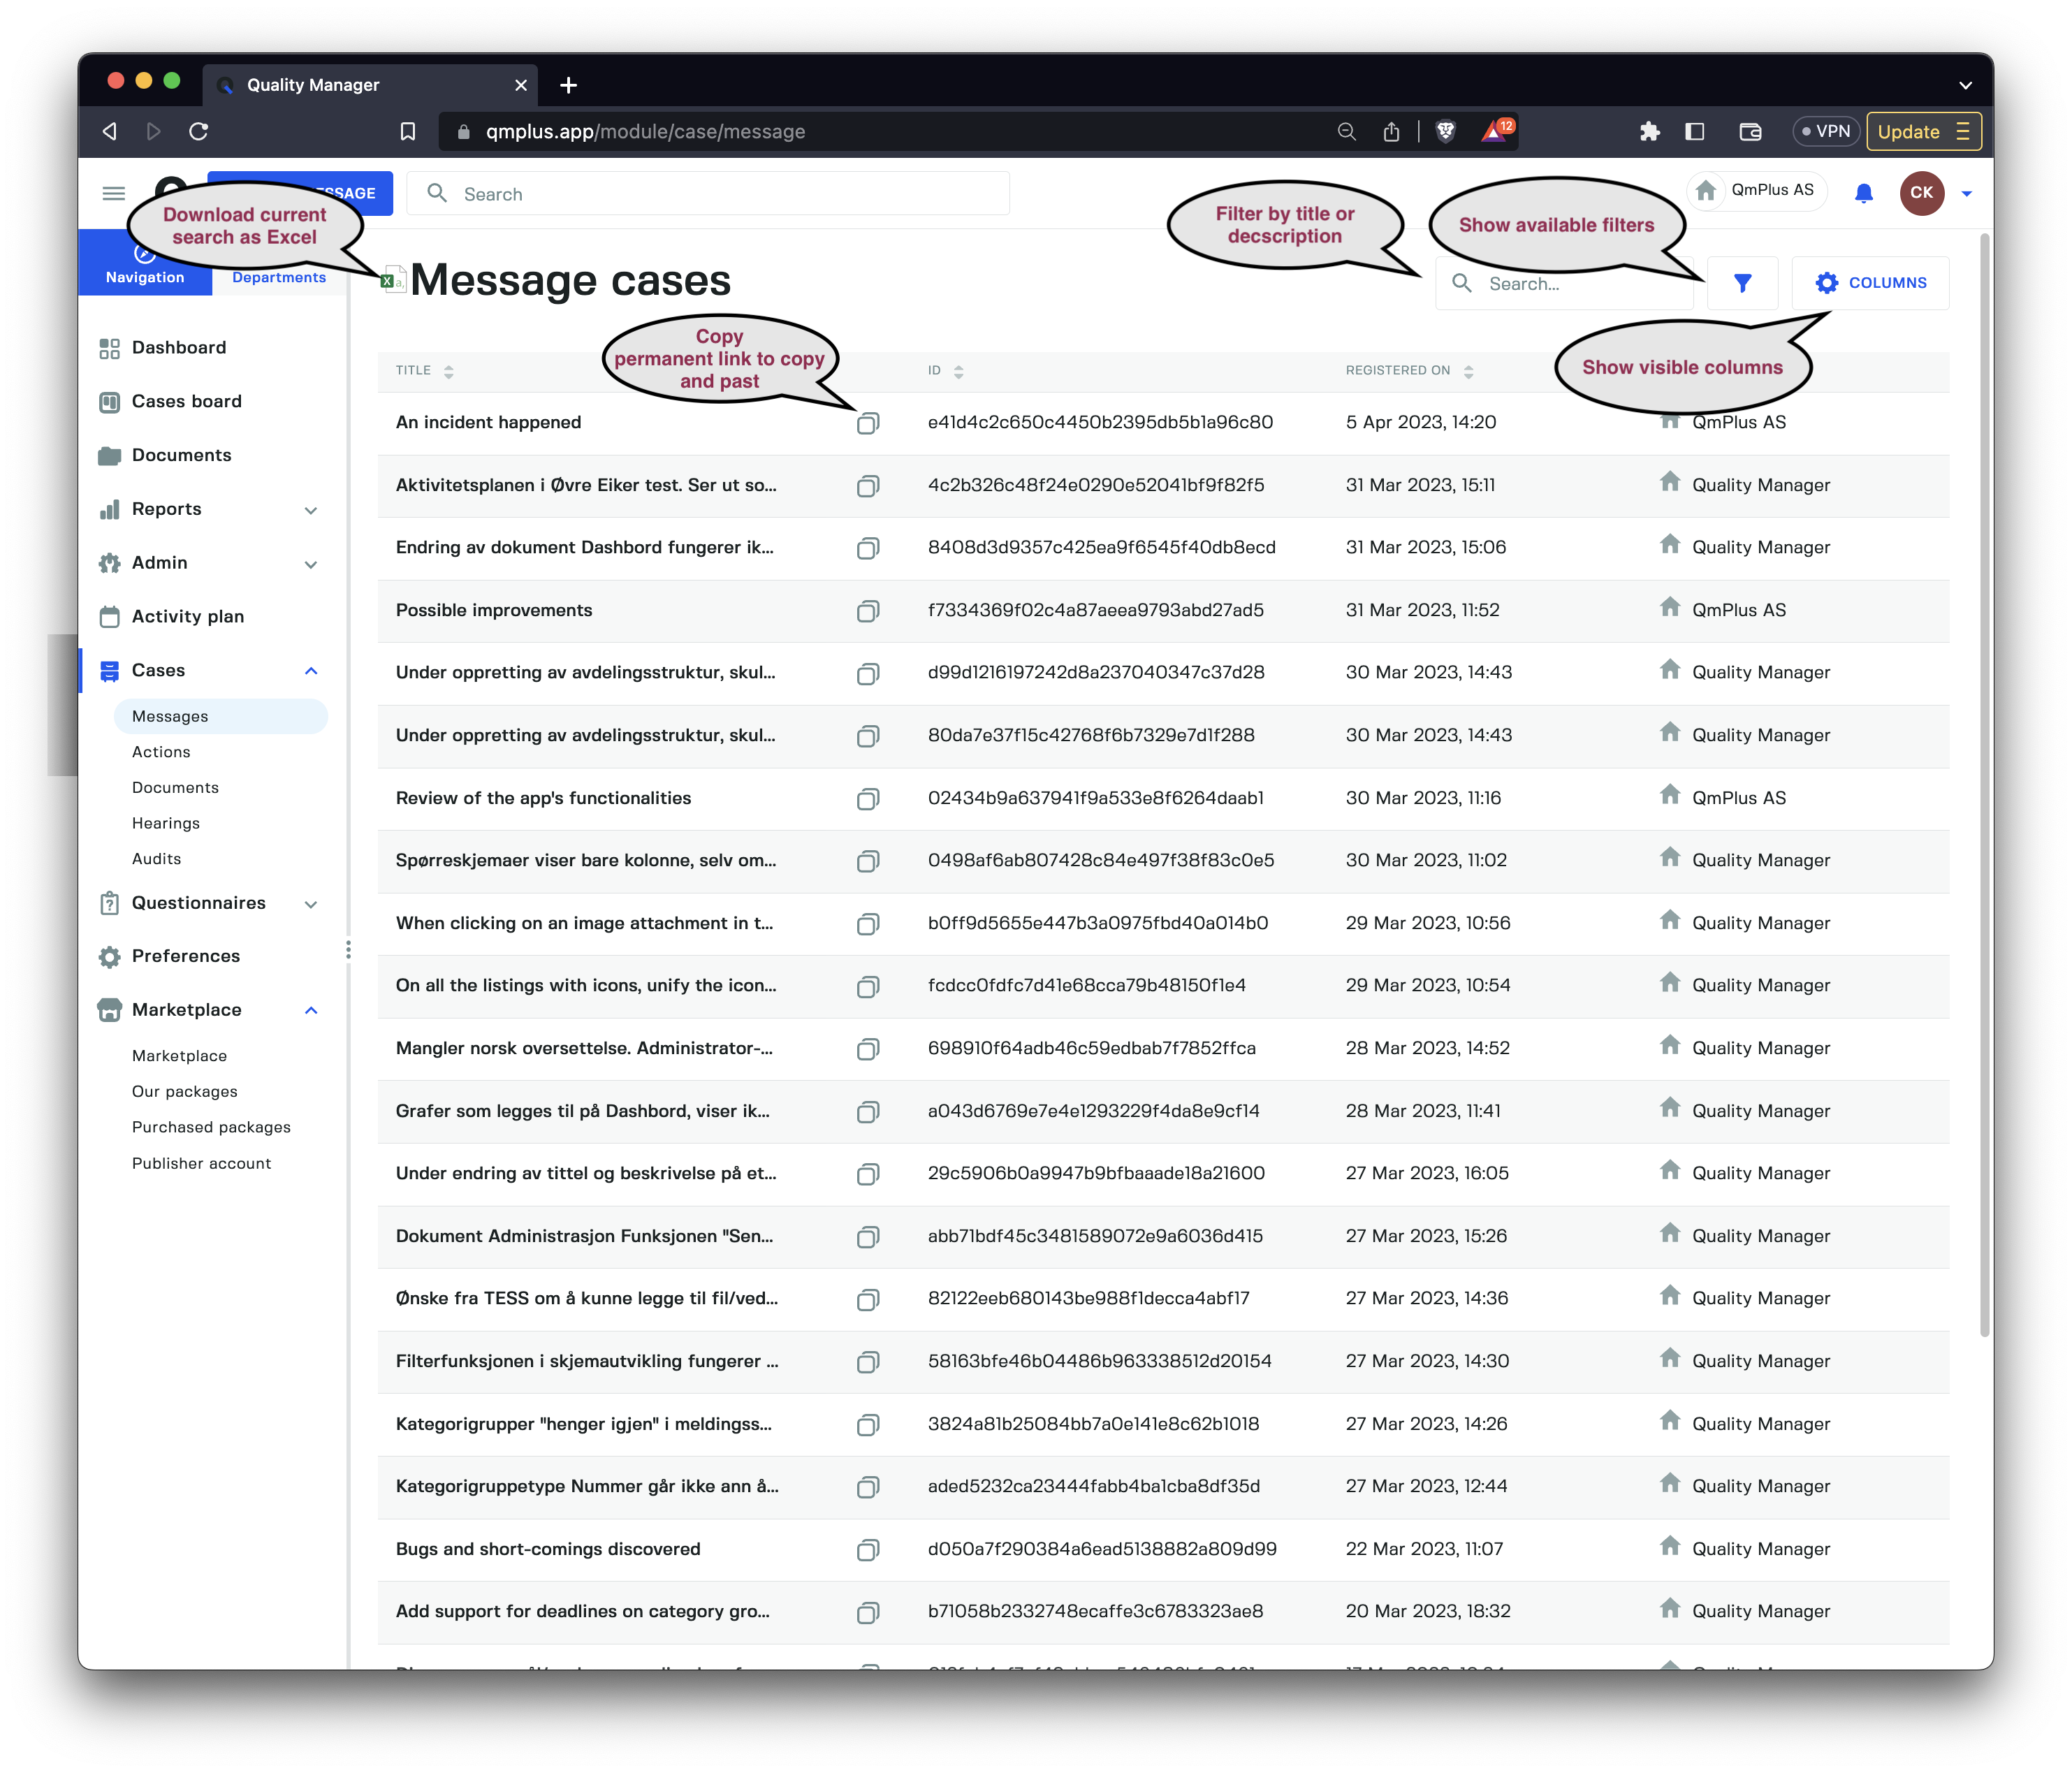 Quality Manager
qmplus.app/module/case/message
12
VPN
Update
SSAGE
Search
QmPlus AS
CK
Download current
search as Excel
Filter by title or
decscription
Show available filters
Navigation
Departments
Message cases
Search...
COLUMNS
Copy
permanent link to copy
and past
Show visible columns
Dashboard
Cases board
Documents
Reports
Admin
Activity plan
Cases
Messages
Actions
Documents
Hearings
Audits
Questionnaires
Preferences
Marketplace
Marketplace
Our packages
Purchased packages
Publisher account
TITLE ID REGISTERED ON
An incident happened e41d4c2c650c4450b2395db5b1a96c80 5 Apr 2023, 14:20 QmPlus AS
Aktivitetsplanen i Øvre Eiker test. Ser ut so... 4c2b326c48f24e0290e52041bf9f82f5 31 Mar 2023, 15:11 Quality Manager
Endring av dokument Dashbord fungerer ik... 8408d3d9357c425ea9f6545f40db8ecd 31 Mar 2023, 15:06 Quality Manager
Possible improvements f7334369f02c4a87aeea9793abd27ad5 31 Mar 2023, 11:52 QmPlus AS
Under oppretting av avdelingsstruktur, skul... d99d1216197242d8a237040347c37d28 30 Mar 2023, 14:43 Quality Manager
Under oppretting av avdelingsstruktur, skul... 80da7e37f15c42768f6b7329e7d1f288 30 Mar 2023, 14:43 Quality Manager
Review of the app's functionalities 02434b9a637941f9a533e8f6264daab1 30 Mar 2023, 11:16 QmPlus AS
Spørreskjemaer viser bare kolonne, selv om... 0498af6ab807428c84e497f38f83c0e5 30 Mar 2023, 11:02 Quality Manager
When clicking on an image attachment in t... b0ff9d5655e447b3a0975fbd40a014b0 29 Mar 2023, 10:56 Quality Manager
On all the listings with icons, unify the icon... fcdcc0fdfc7d41e68cca79b48150f1e4 29 Mar 2023, 10:54 Quality Manager
Mangler norsk oversettelse. Administrator-... 698910f64adb46c59edbab7f7852ffca 28 Mar 2023, 14:52 Quality Manager
Grafer som legges til på Dashbord, viser ik... a043d6769e7e4e1293229f4da8e9cf14 28 Mar 2023, 11:41 Quality Manager
Under endring av tittel og beskrivelse på et... 29c5906b0a9947b9bfbaaade18a21600 27 Mar 2023, 16:05 Quality Manager
Dokument Administrasjon Funksjonen "Sen... abb71bdf45c3481589072e9a6036d415 27 Mar 2023, 15:26 Quality Manager
Ønske fra TESS om å kunne legge til fil/ved... 82122eeb680143be988f1decca4abf17 27 Mar 2023, 14:36 Quality Manager
Filterfunksjonen i skjemautvikling fungerer ... 58163bfe46b04486b963338512d20154 27 Mar 2023, 14:30 Quality Manager
Kategorigrupper "henger igjen" i meldingss... 3824a81b25084bb7a0e141e8c62b1018 27 Mar 2023, 14:26 Quality Manager
Kategorigruppetype Nummer går ikke ann å... aded5232ca23444fabb4ba1cba8df35d 27 Mar 2023, 12:44 Quality Manager
Bugs and short-comings discovered d050a7f290384a6ead5138882a809d99 22 Mar 2023, 11:07 Quality Manager
Add support for deadlines on category gro... b71058b2332748ecaffe3c6783323ae8 20 Mar 2023, 18:32 Quality Manager